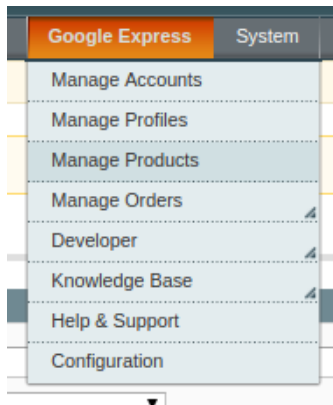 Google Express System
Manage Accounts
Manage Profiles
Manage Products
Manage Orders
Developer
Knowledge Base
Help & Support
Configuration